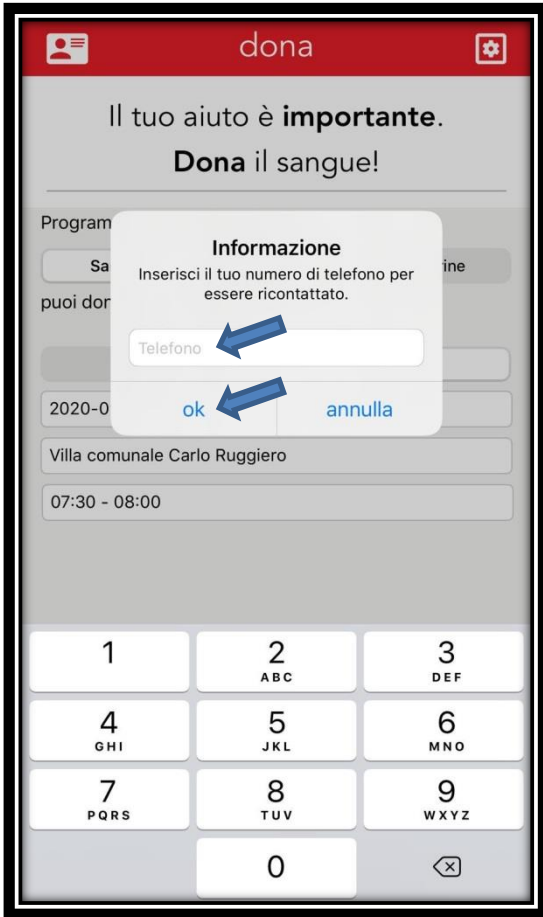 dona
Il tuo aiuto è importante.
Dona il sangue!
Program
Informazione
Inserisci il tuo numero di telefono per
essere ricontattato.
Sa
ine
puoi don
Telefono
ok annulla
2020-0
Villa comunale Carlo Ruggiero
07:30 - 08:00
1 2 3
ABC DEF
4 5 6
GHI JKL MNO
7 8 9
PQRS TUV WXYZ
0